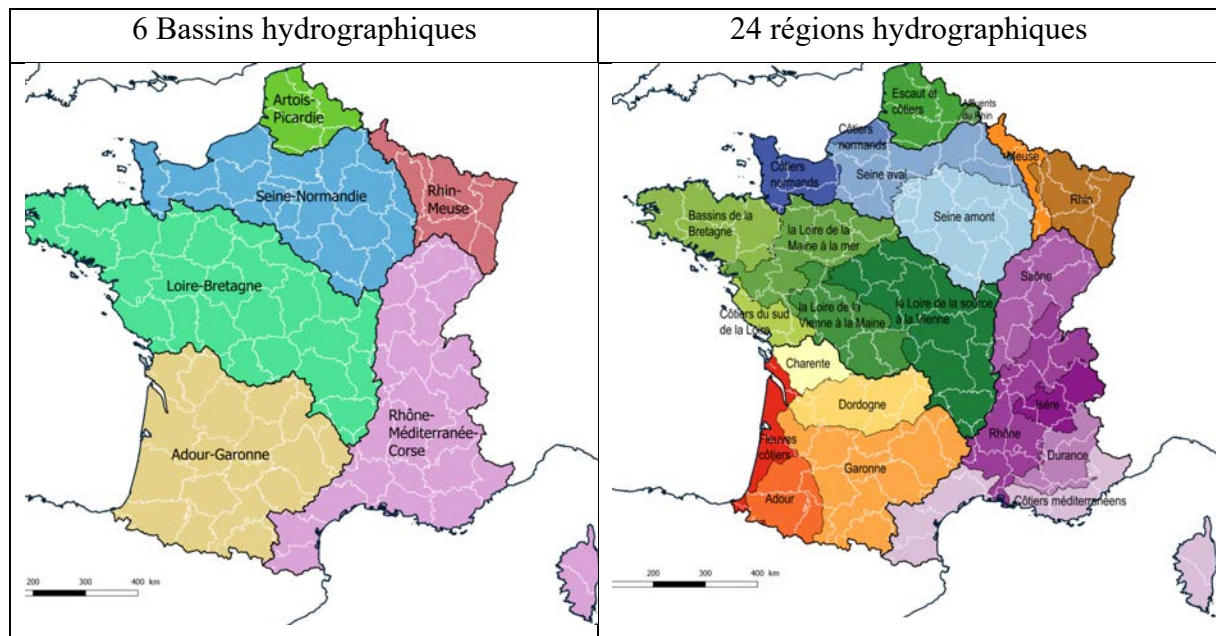 6 Bassins hydrographiques
24 régions hydrographiques
Artois-
Picardie
Seine-Normandie
Rhin-
Meuse
Loire-Bretagne
Adour-Garonne
Rhône-
Méditerranée-
Corse
200 300 400 km
Escaut et
côtiers
Affluents
du Rhin
Côtiers
normands
Meuse
Côtiers
normands
Seine aval
Rhin
Seine amont
Bassins de la
Bretagne
la Loire de la
Maine à la mer
Saône
Côtiers du sud
de la Loire
la Loire de la
Vienne à la Maine
la Loire de la source
à la Vienne
Charente
Isère
Dordogne
Rhône
Fleuves
côtiers
Garonne
Durance
Adour
Côtiers méditerranéens
200 300 400 km